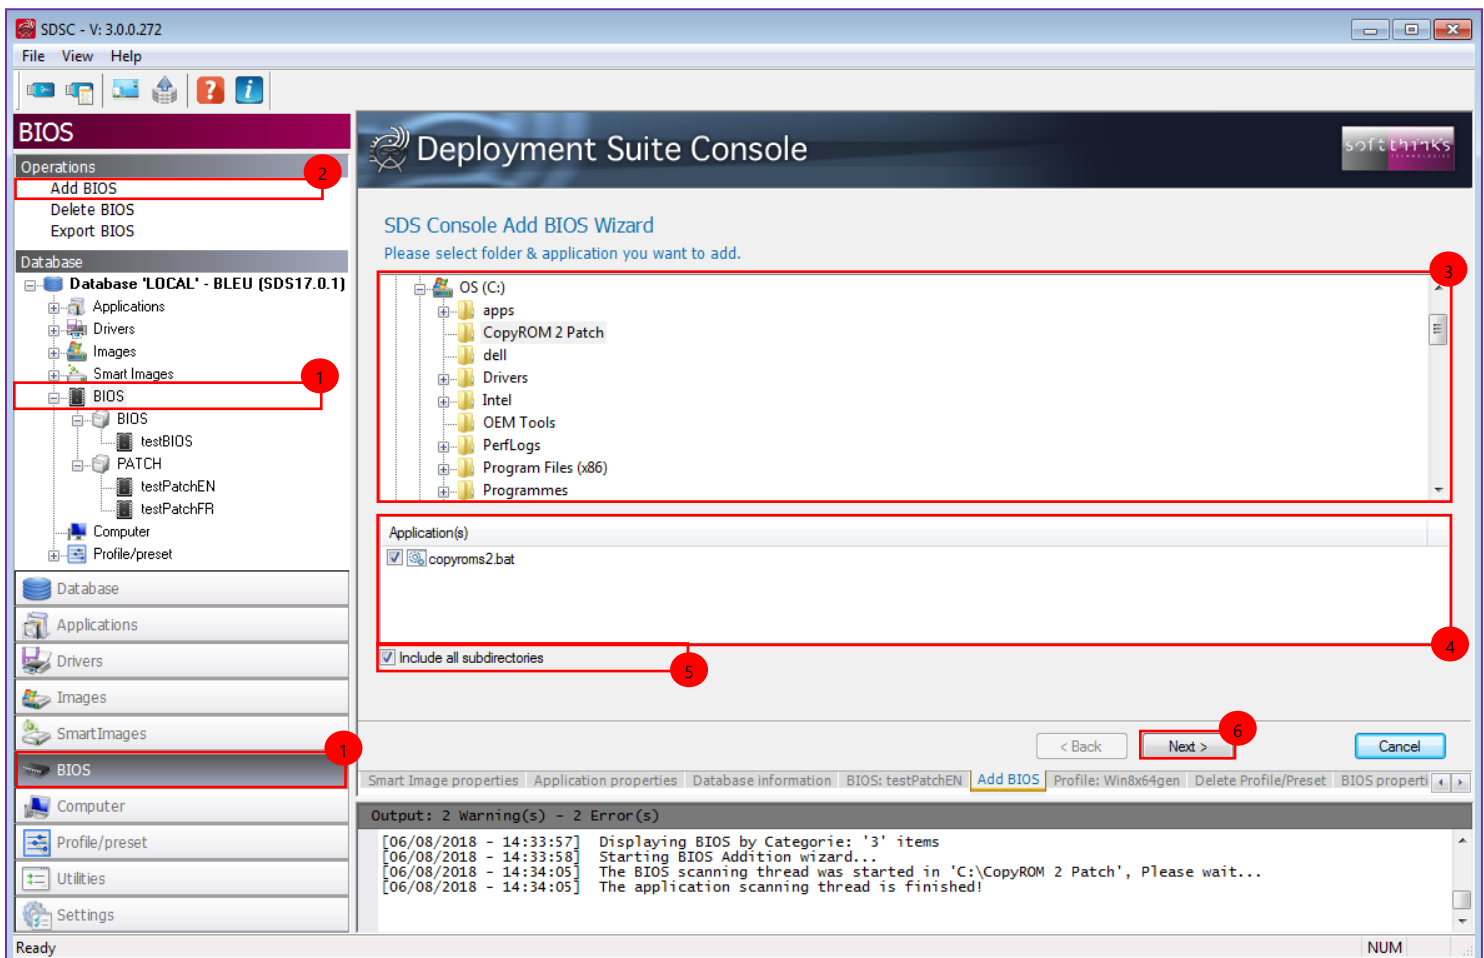 SDSC - V: 3.0.0.272
File View Help
BIOS
Operations
2
Add BIOS
Delete BIOS
Export BIOS
Database
Database 'LOCAL' - BLEU (SDS17.0.1)
Applications
Drivers
Images
Smart Images
1
BIOS
BIOS
testBIOS
PATCH
testPatchEN
testPatchFR
Computer
Profile/preset
Database
Applications
Drivers
Images
SmartImages
1
BIOS
Computer
Profile/preset
Utilities
Settings
Deployment Suite Console
softthinks
TECHNOLOGIES
SDS Console Add BIOS Wizard
Please select folder & application you want to add.
3
OS (C:)
apps
CopyROM 2 Patch
dell
Drivers
Intel
OEM Tools
PerfLogs
Program Files (x86)
Programmes
Application(s)
copyroms2.bat
4
Include all subdirectories
5
6
< Back Next > Cancel
Smart Image properties Application properties Database information BIOS: testPatchEN Add BIOS Profile: Win8x64gen Delete Profile/Preset BIOS properti
Output: 2 Warning(s) - 2 Error(s)
[06/08/2018 - 14:33:57] Displaying BIOS by Categorie: '3' items
[06/08/2018 - 14:33:58] Starting BIOS Addition wizard...
[06/08/2018 - 14:34:05] The BIOS scanning thread was started in 'C:\CopyROM 2 Patch', Please wait...
[06/08/2018 - 14:34:05] The application scanning thread is finished!
Ready NUM